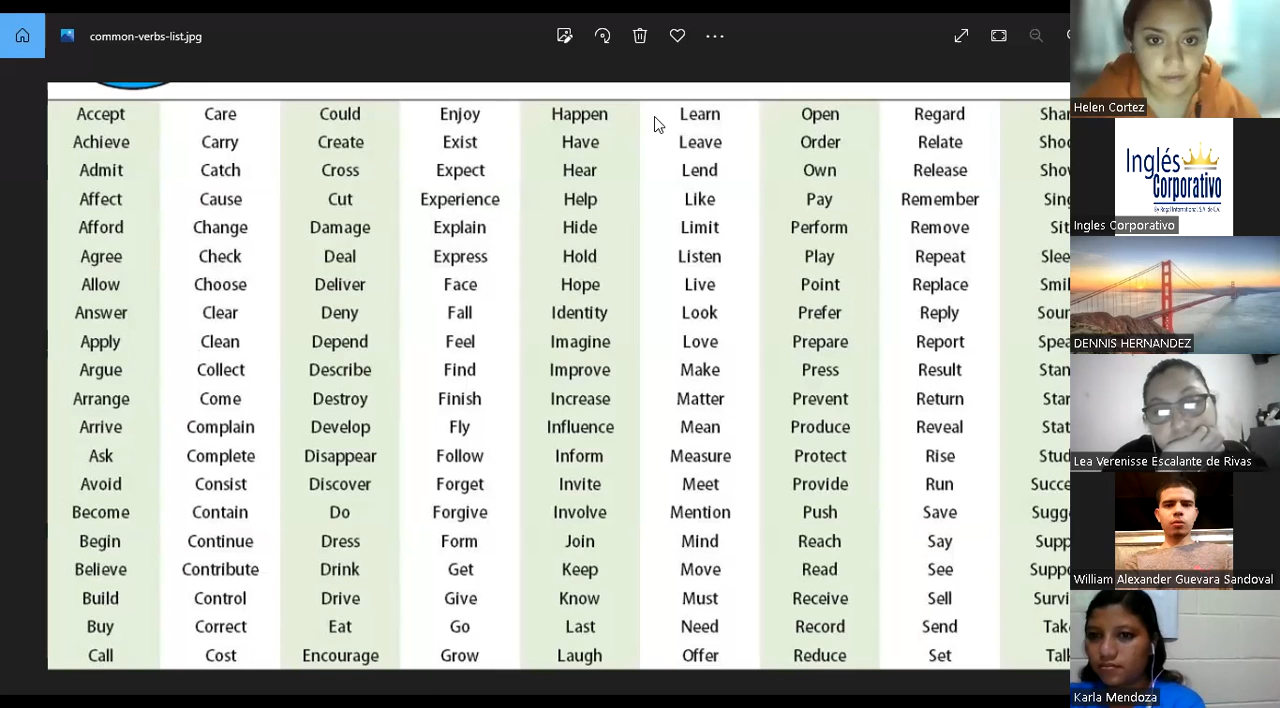 common-verbs-list.jpg
Accept Care Could Enjoy Happen Learn Open Regard
Achieve Carry Create Exist Have Leave Order Relate
Admit Catch Cross Expect Hear Lend Own Release
Affect Cause Cut Experience Help Like Pay Remember
Afford Change Damage Explain Hide Limit Perform Remove
Agree Check Deal Express Hold Listen Play Repeat
Allow Choose Deliver Face Hope Live Point Replace
Answer Clear Deny Fall Identity Look Prefer Reply
Apply Clean Depend Feel Imagine Love Prepare Report
Argue Collect Describe Find Improve Make Press Result
Arrange Come Destroy Finish Increase Matter Prevent Return
Arrive Complain Develop Fly Influence Mean Produce Reveal
Ask Complete Disappear Follow Inform Measure Protect Rise
Avoid Consist Discover Forget Invite Meet Provide Run
Become Contain Do Forgive Involve Mention Push Save
Begin Continue Dress Form Join Mind Reach Say
Believe Contribute Drink Get Keep Move Read See
Build Control Drive Give Know Must Receive Sell
Buy Correct Eat Go Last Need Record Send
Call Cost Encourage Grow Laugh Offer Reduce Set
Helen Cortez
Inglés
Corporativo
Ingles Corporativo
DENNIS HERNANDEZ
Lea Verenisse Escalante de Rivas
William Alexander Guevara Sandoval
Karla Mendoza